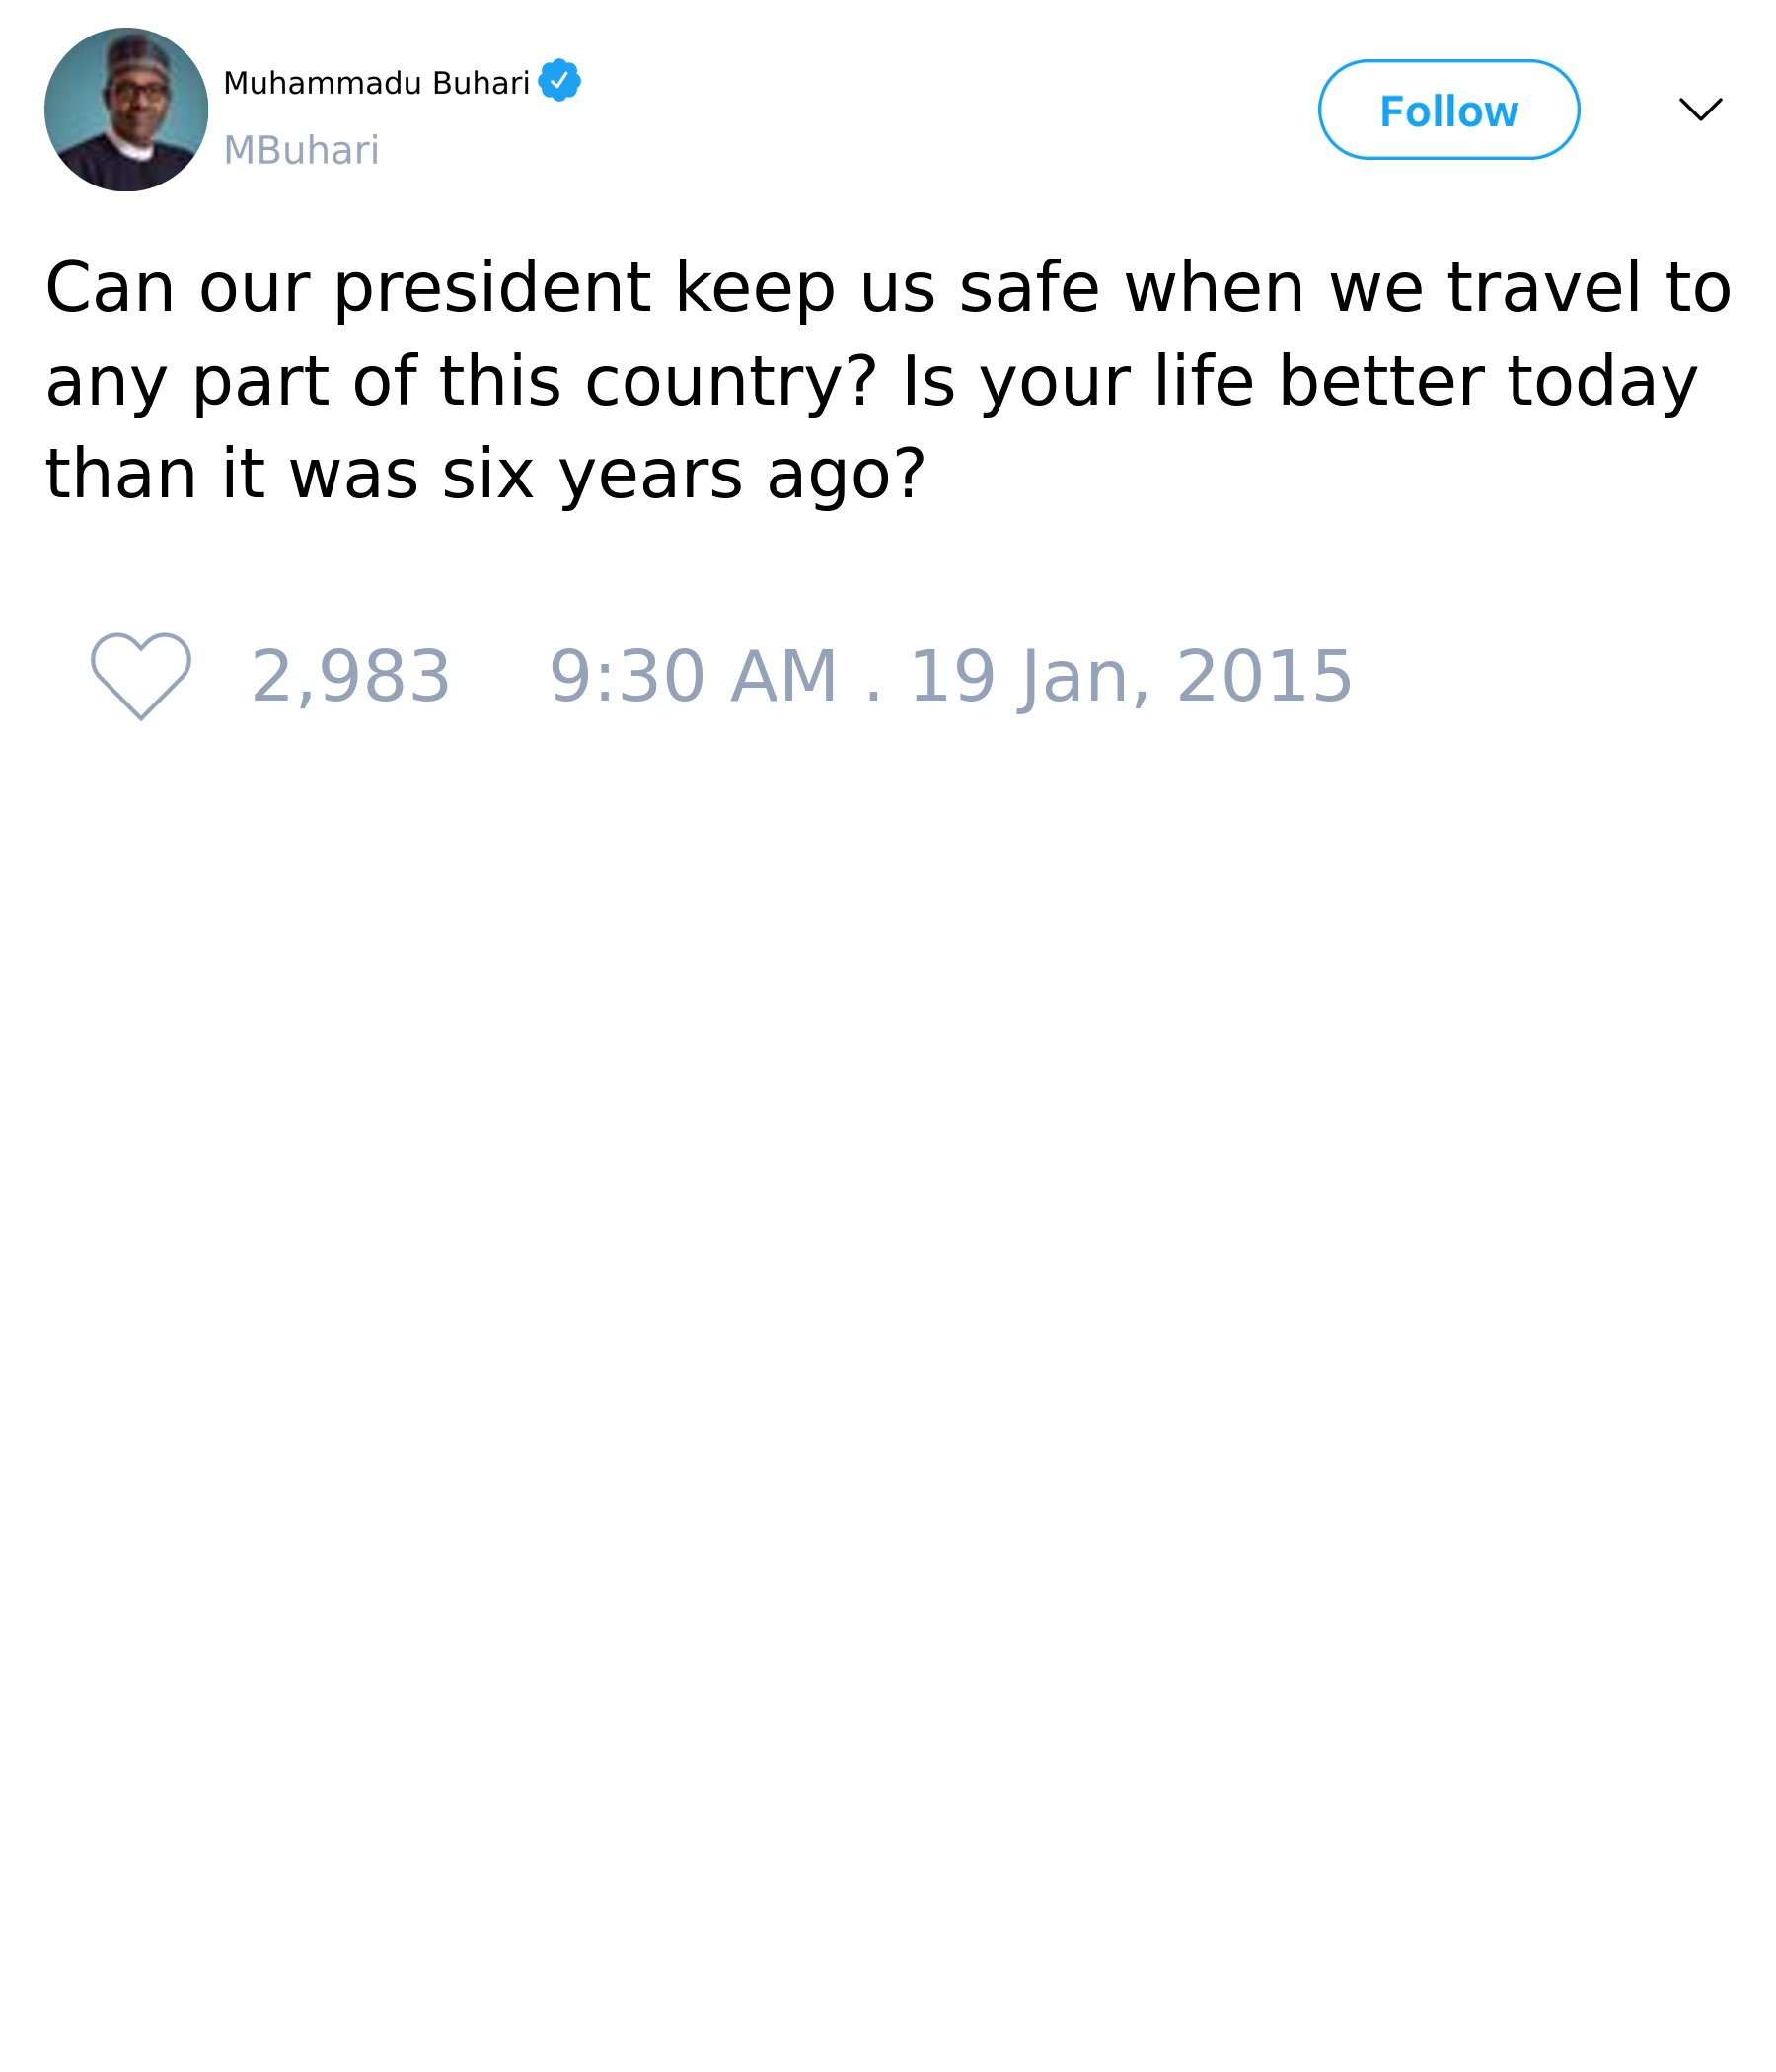 Muhammadu Buhari
MBuhari
Follow
Can our president keep us safe when we travel to
any part of this country? Is your life better today
than it was six years ago?
2,983 9:30 AM . 19 Jan, 2015